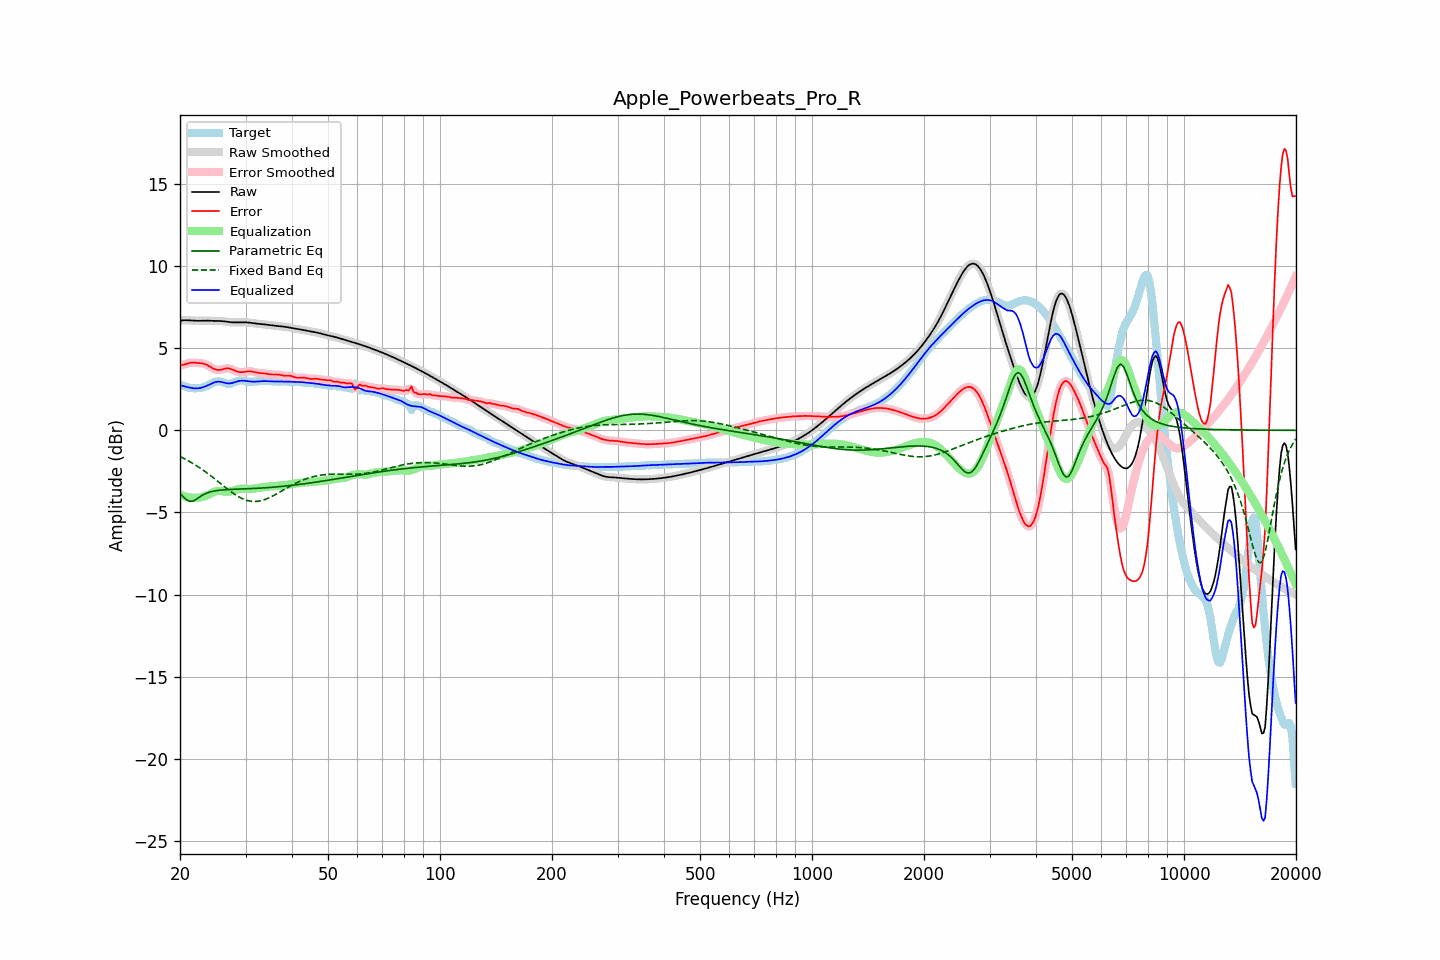 Apple_Powerbeats_Pro_R
Target
Raw Smoothed
Error Smoothed
Raw
Error
Equalization
Parametric Eq
Fixed Band Eq
Equalized
Amplitude (dBr)
15
10
5
0
−5
−10
−15
−20
−25
20 50 100 200 500 1000 2000 5000 10000 20000
Frequency (Hz)